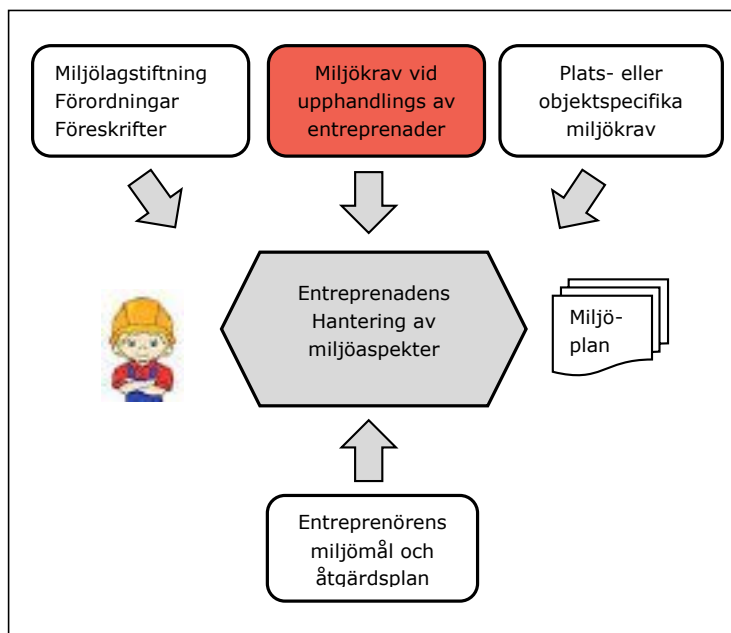 Miljölagstiftning
Förordningar
Föreskrifter
Miljökrav vid
upphandlings av
entreprenader
Plats- eller
objektspecifika
miljökrav
Entreprenadens
Hantering av
miljöaspekter
Miljö-
plan
Entreprenörens
miljömål och
åtgärdsplan